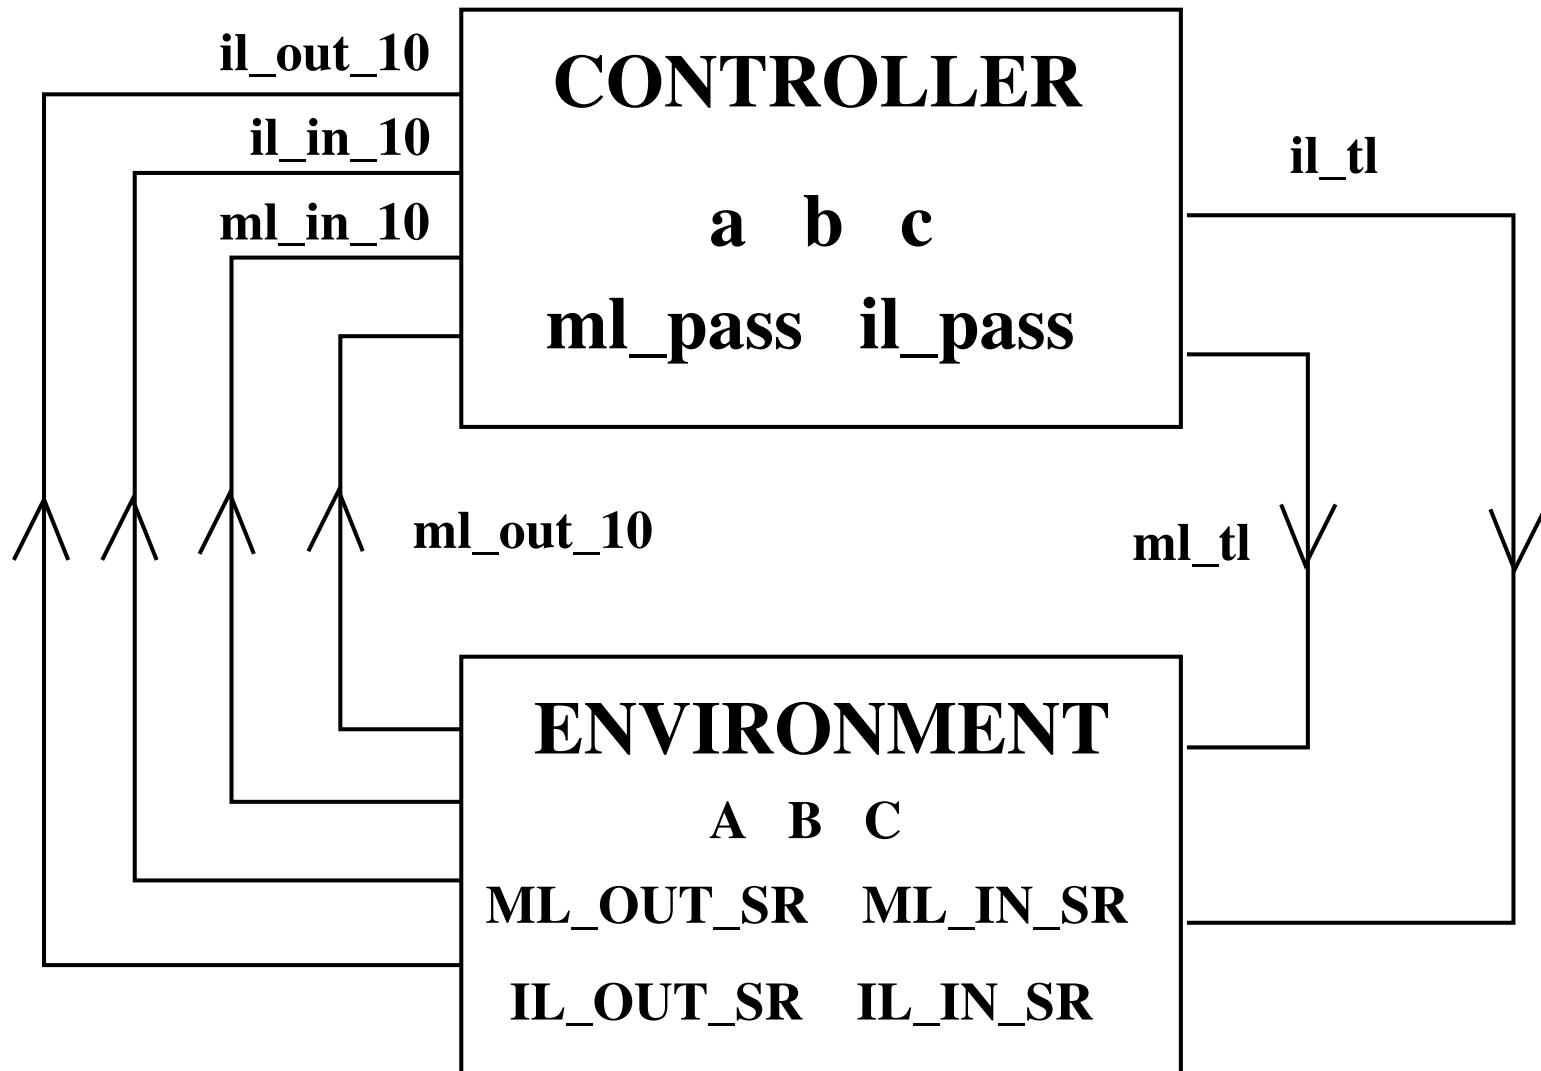 il_out_10
CONTROLLER
il_in_10
il_tl
ml_in_10
a b c
ml_pass il_pass
ml_out_10
ml_tl
ENVIRONMENT
A B C
ML_OUT_SR ML_IN_SR
IL_OUT_SR IL_IN_SR